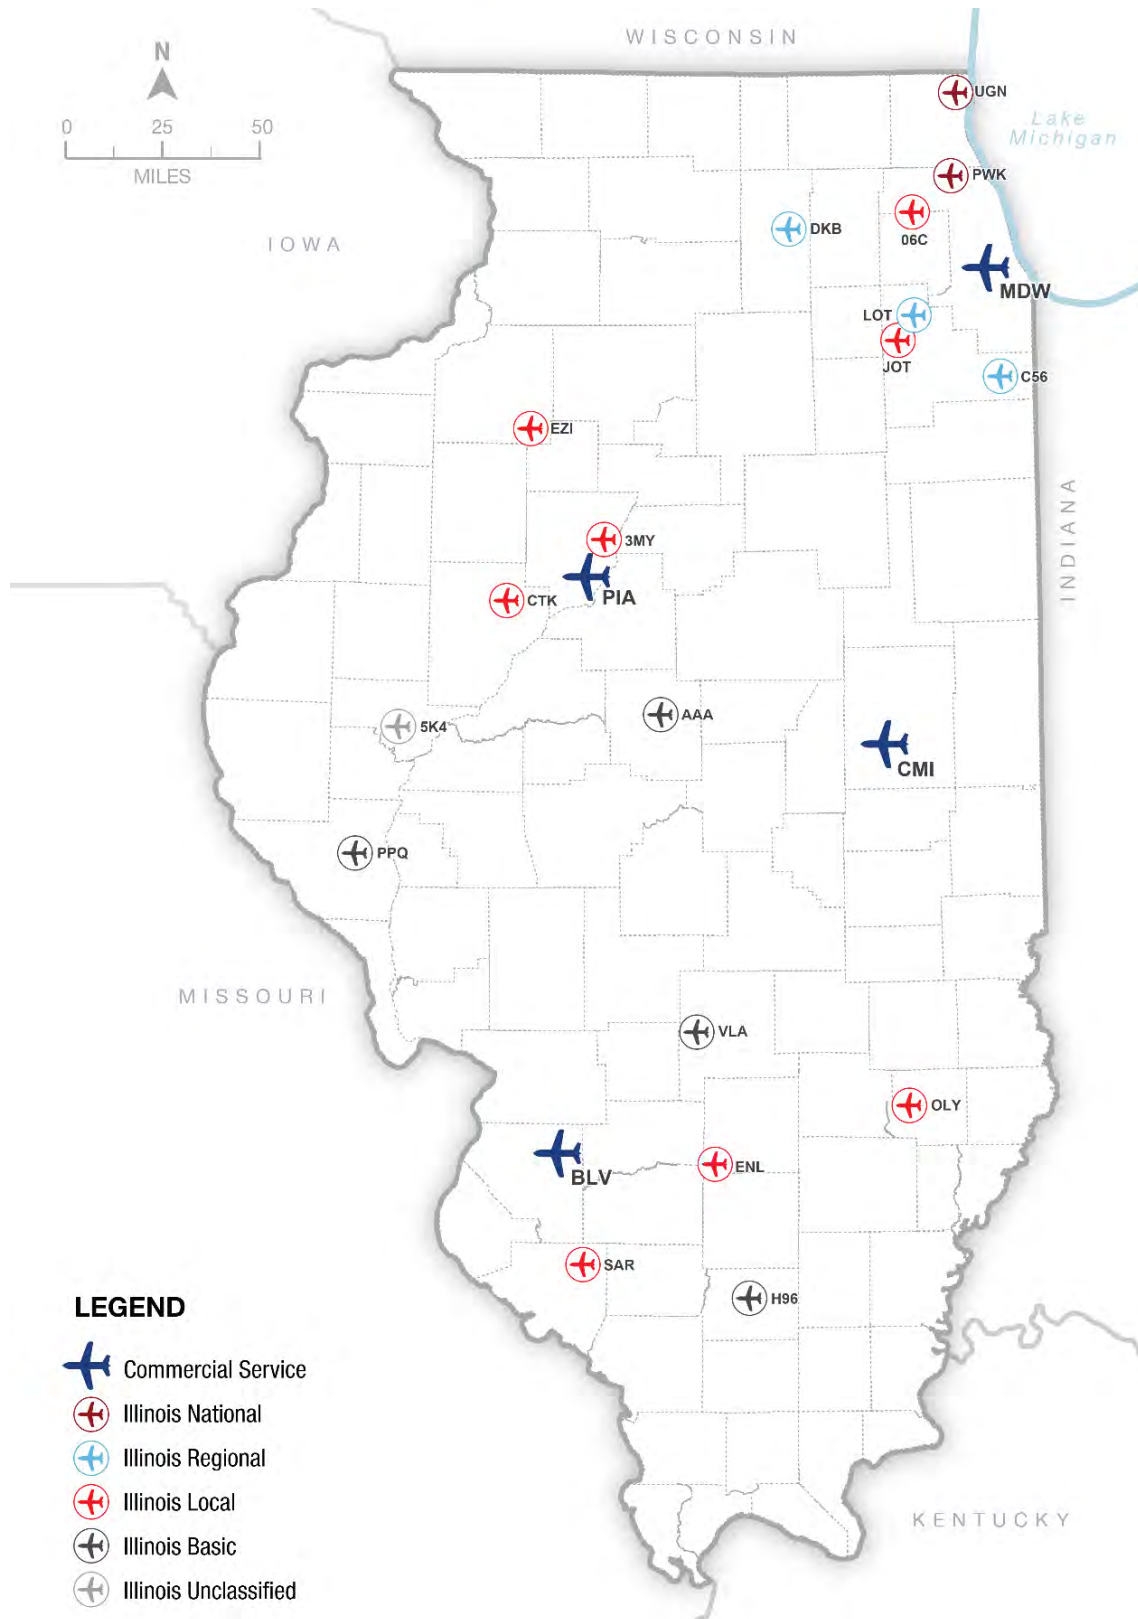 WISCONSIN
N
UGN
0 25 50
MILES
Lake
Michigan
PWK
IOWA
DKB
06C
MDW
LOT
JOT
C56
EZI
INDIANA
3MY
PIA
CTK
AAA
5K4
CMI
PPQ
MISSOURI
VLA
OLY
ENL
BLV
SAR
H96
LEGEND
Commercial Service
Illinois National
Illinois Regional
Illinois Local
Illinois Basic
Illinois Unclassified
KENTUCKY